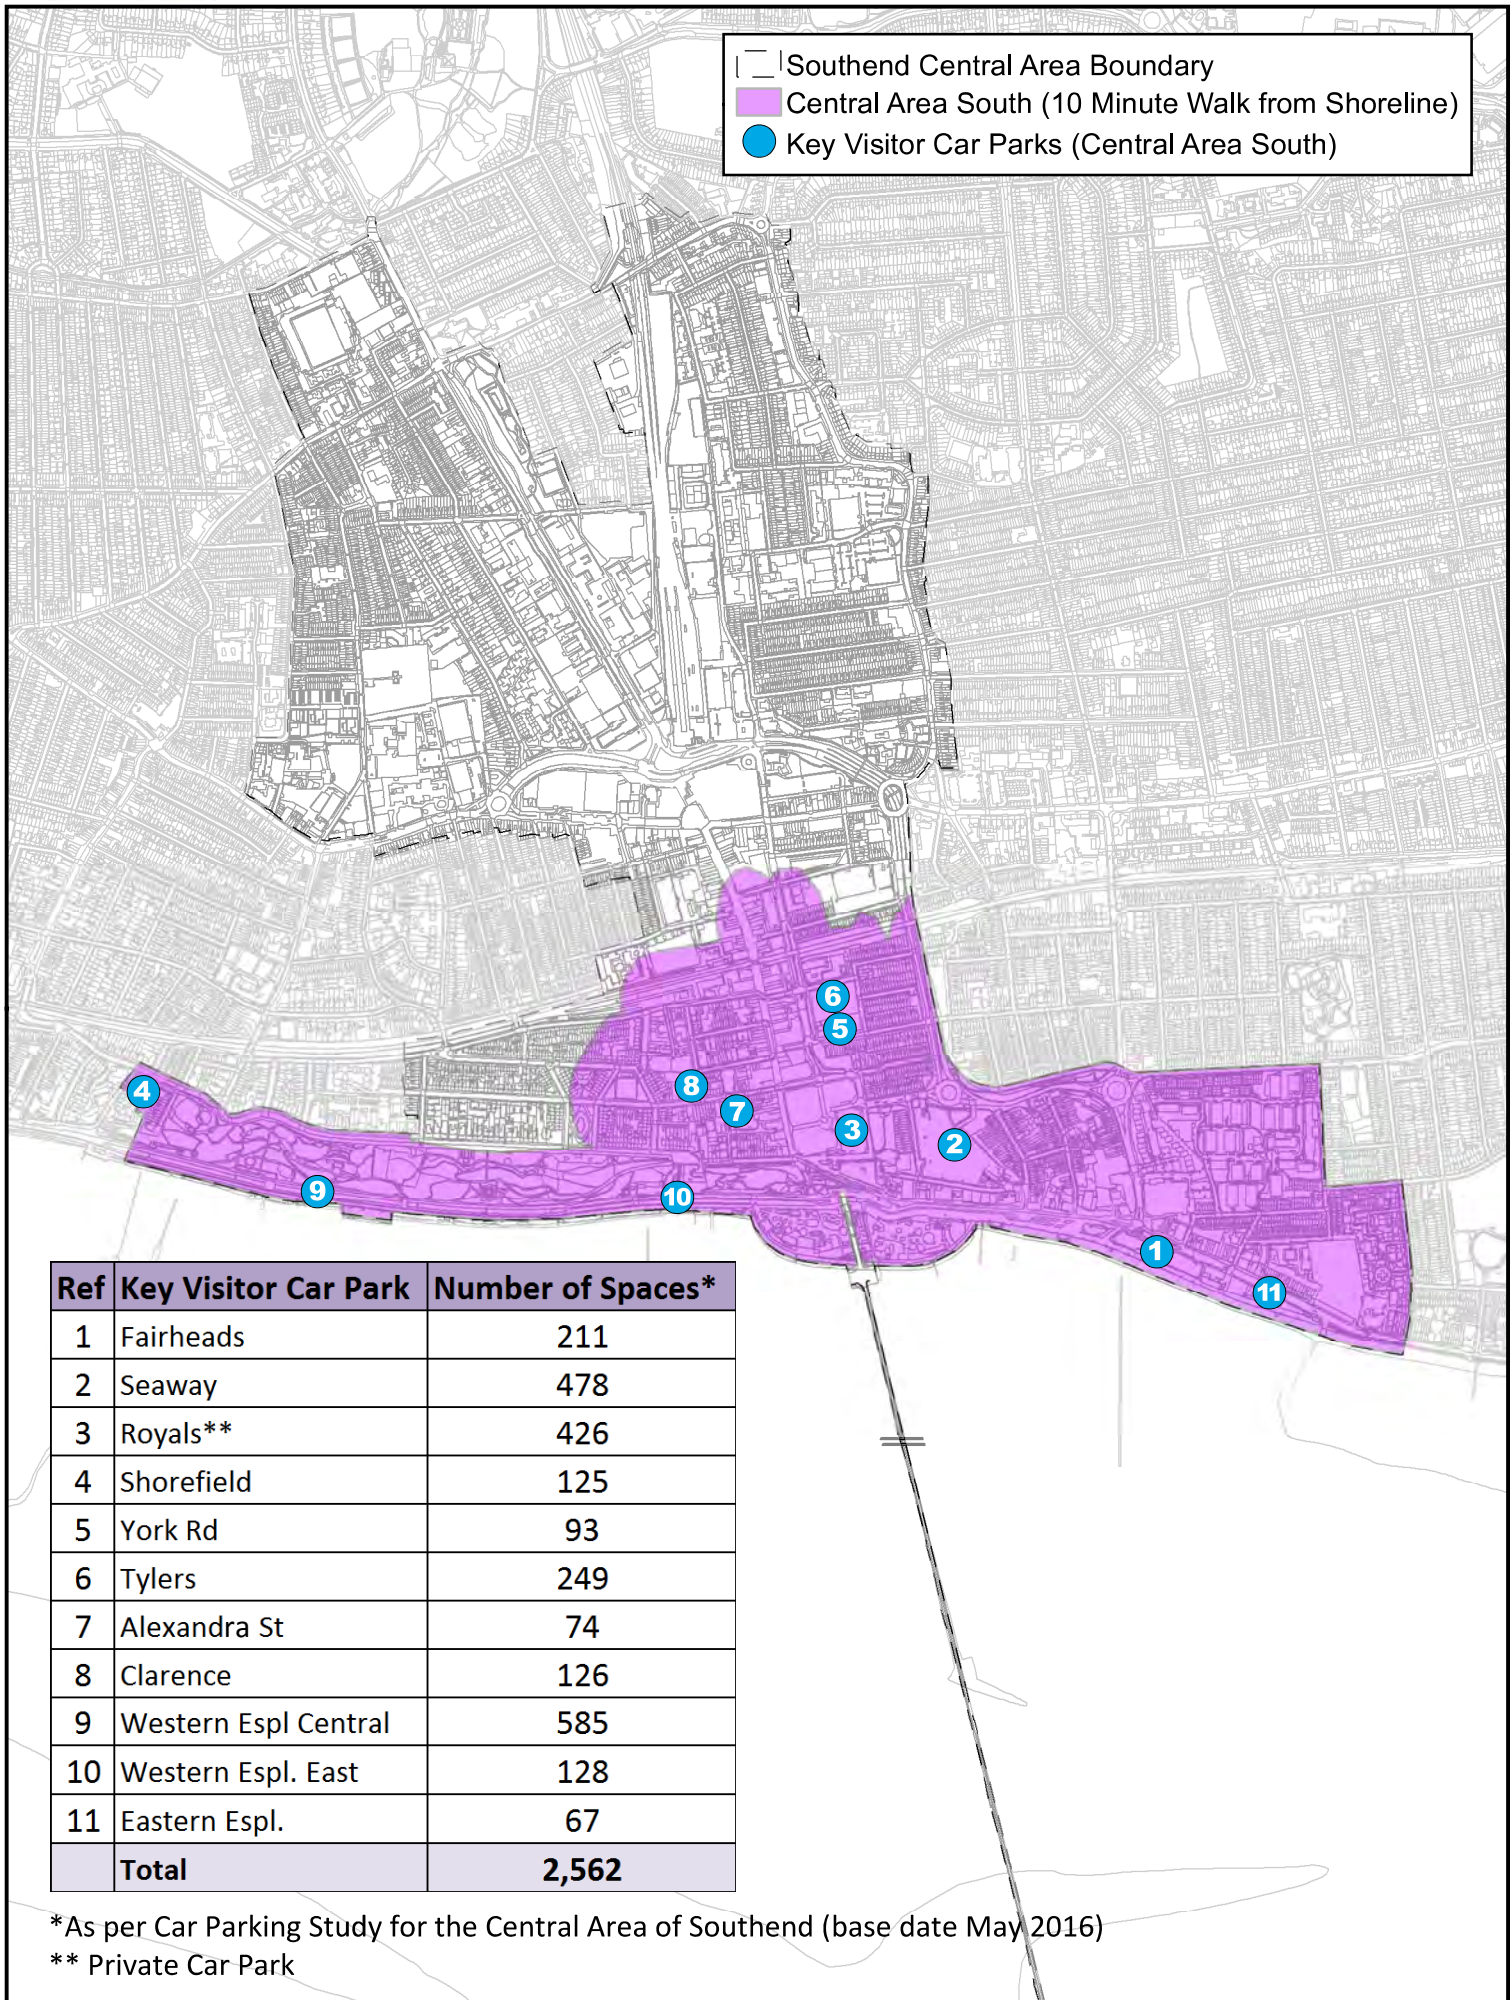 Southend Central Area Boundary
Central Area South (10 Minute Walk from Shoreline)
Key Visitor Car Parks (Central Area South)
6
5
4
8
7
3
2
9
10
1
11
Ref Key Visitor Car Park Number of Spaces*
1 Fairheads 211
2 Seaway 478
3 Royals** 426
4 Shorefield 125
5 York Rd 93
6 Tylers 249
7 Alexandra St 74
8 Clarence 126
9 Western Espl Central 585
10 Western Espl. East 128
11 Eastern Espl. 67
Total 2,562
*As per Car Parking Study for the Central Area of Southend (base date May 2016)
** Private Car Park